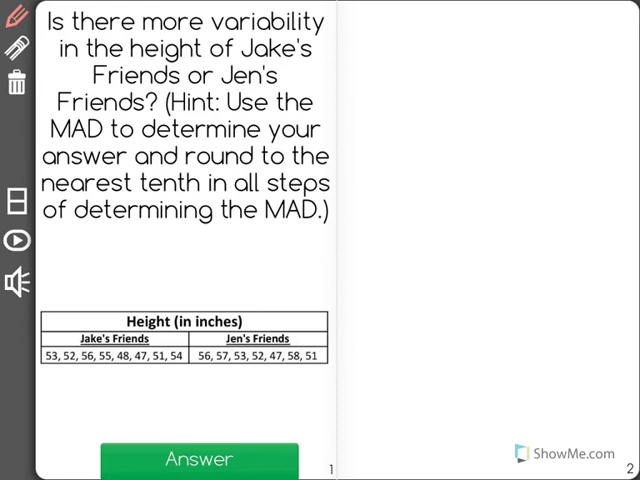 Is there more variability
in the height of Jake's
Friends or Jen's
Friends? (Hint: Use the
MAD to determine your
answer and round to the
nearest tenth in all steps
of determining the MAD.)
Height (in inches)
Jake's Friends Jen's Friends
53, 52, 56, 55, 48, 47, 51, 54 56, 57, 53, 52, 47, 58, 51
Answer
1
ShowMe.com
2